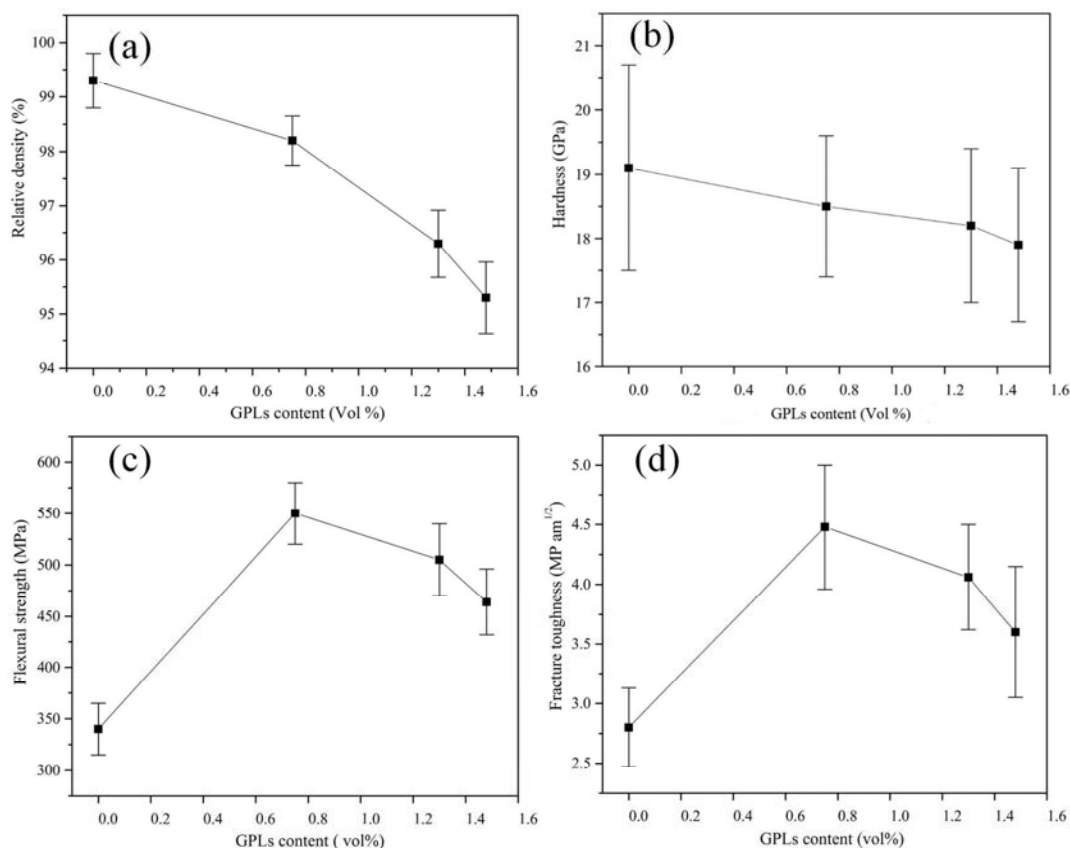 (a)
Relative density (%)
100
99
98
97
96
95
94
0.0 0.2 0.4 0.6 0.8 1.0 1.2 1.4 1.6
GPLs content (Vol %)
(b)
Hardness (GPa)
21
20
19
18
17
16
0.0 0.2 0.4 0.6 0.8 1.0 1.2 1.4 1.6
GPLs content (Vol %)
(c)
Flexural strength (MPa)
600
550
500
450
400
350
300
0.0 0.2 0.4 0.6 0.8 1.0 1.2 1.4 1.6
GPLs content ( vol%)
(d)
Fracture toughness (MP am1/2)
5.0
4.5
4.0
3.5
3.0
2.5
0.0 0.2 0.4 0.6 0.8 1.0 1.2 1.4 1.6
GPLs content (vol%)